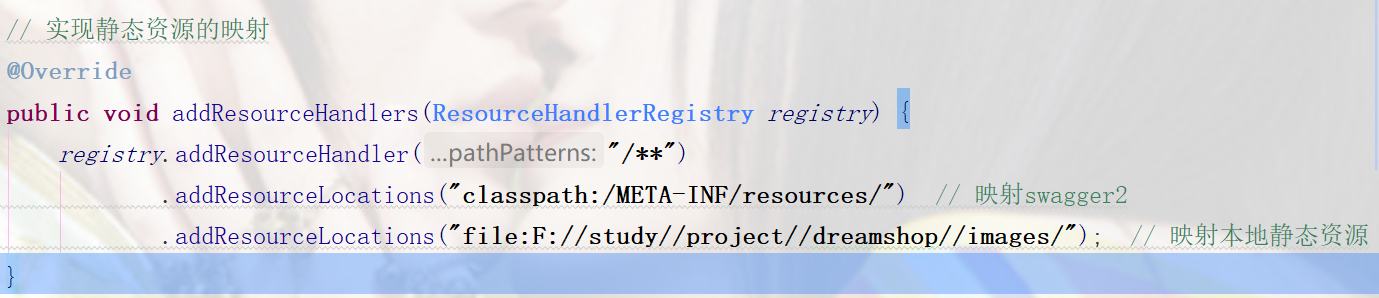 // 实现静态资源的映射
@Override
public void addResourceHandlers(ResourceHandlerRegistry registry) {
registry.addResourceHandler( ...pathPatterns: "/**")
.addResourceLocations("classpath:/META-INF/resources/")  // 映射swagger2
.addResourceLocations("file:F://study//project//dreamshop//images/");  // 映射本地静态资源
}